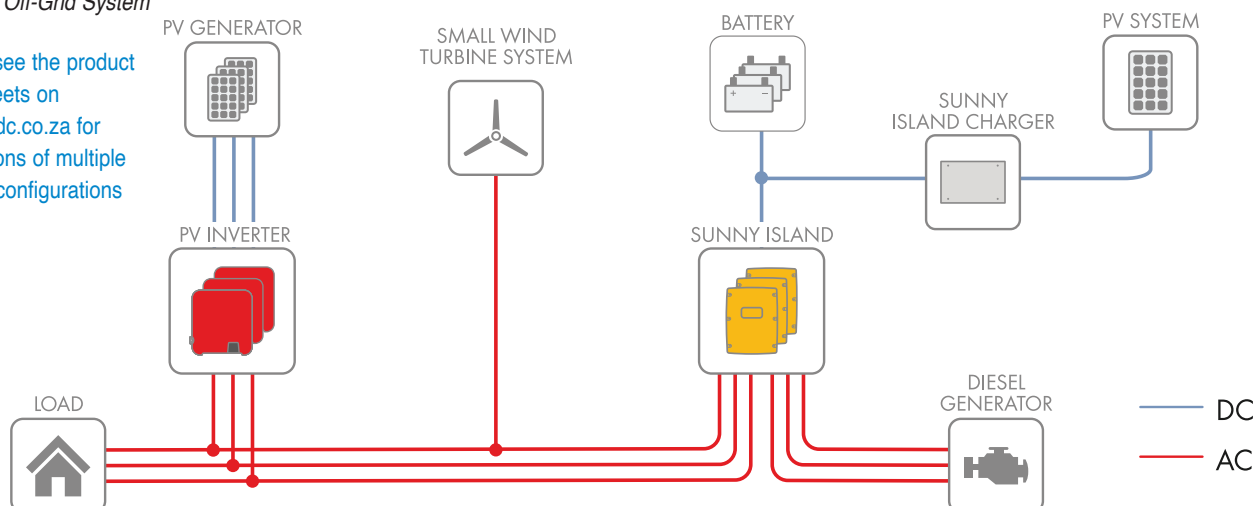 Off-Grid System
see the product
eets on
dc.co.za for
ons of multiple
configurations
PV GENERATOR
SMALL WIND
TURBINE SYSTEM
BATTERY
+ −
PV SYSTEM
SUNNY
ISLAND CHARGER
PV INVERTER
SUNNY ISLAND
LOAD
DIESEL
GENERATOR
DC
AC